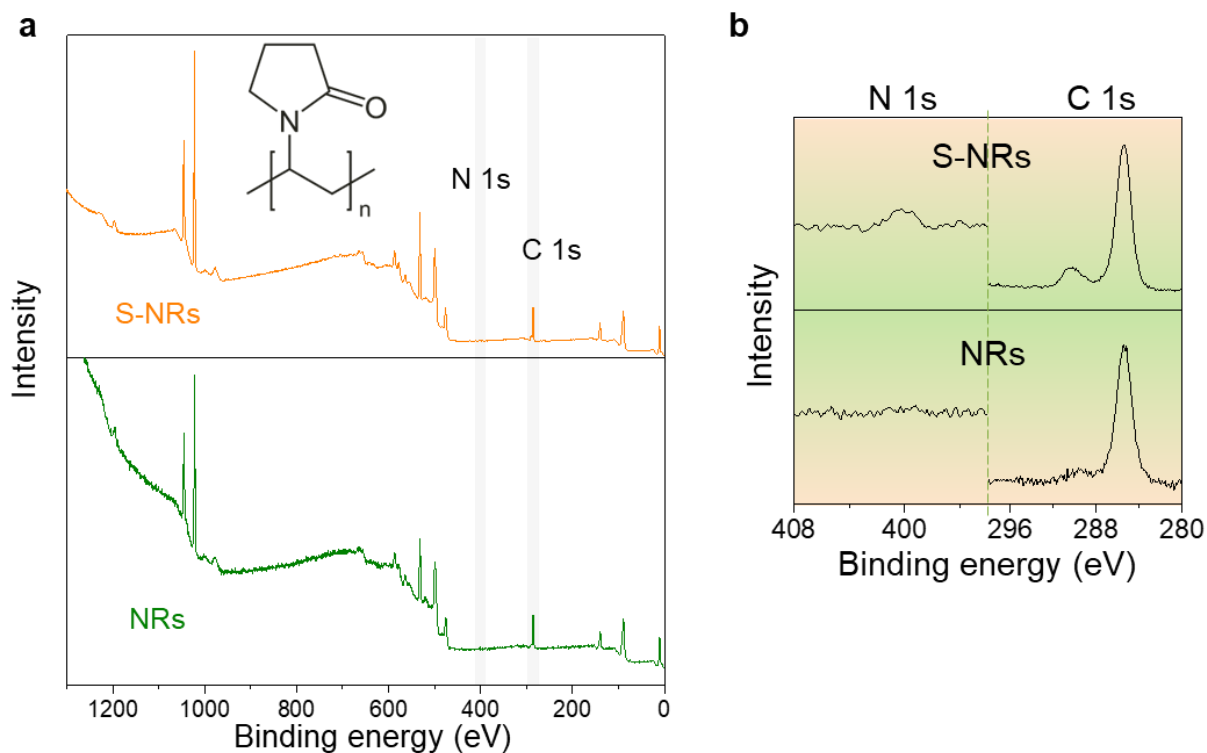 a
N
O
n
N 1s
C 1s
S-NRs
NRs
Intensity
1200 1000 800 600 400 200 0
Binding energy (eV)
b
N 1s C 1s
S-NRs
NRs
Intensity
408 400 296 288 280
Binding energy (eV)